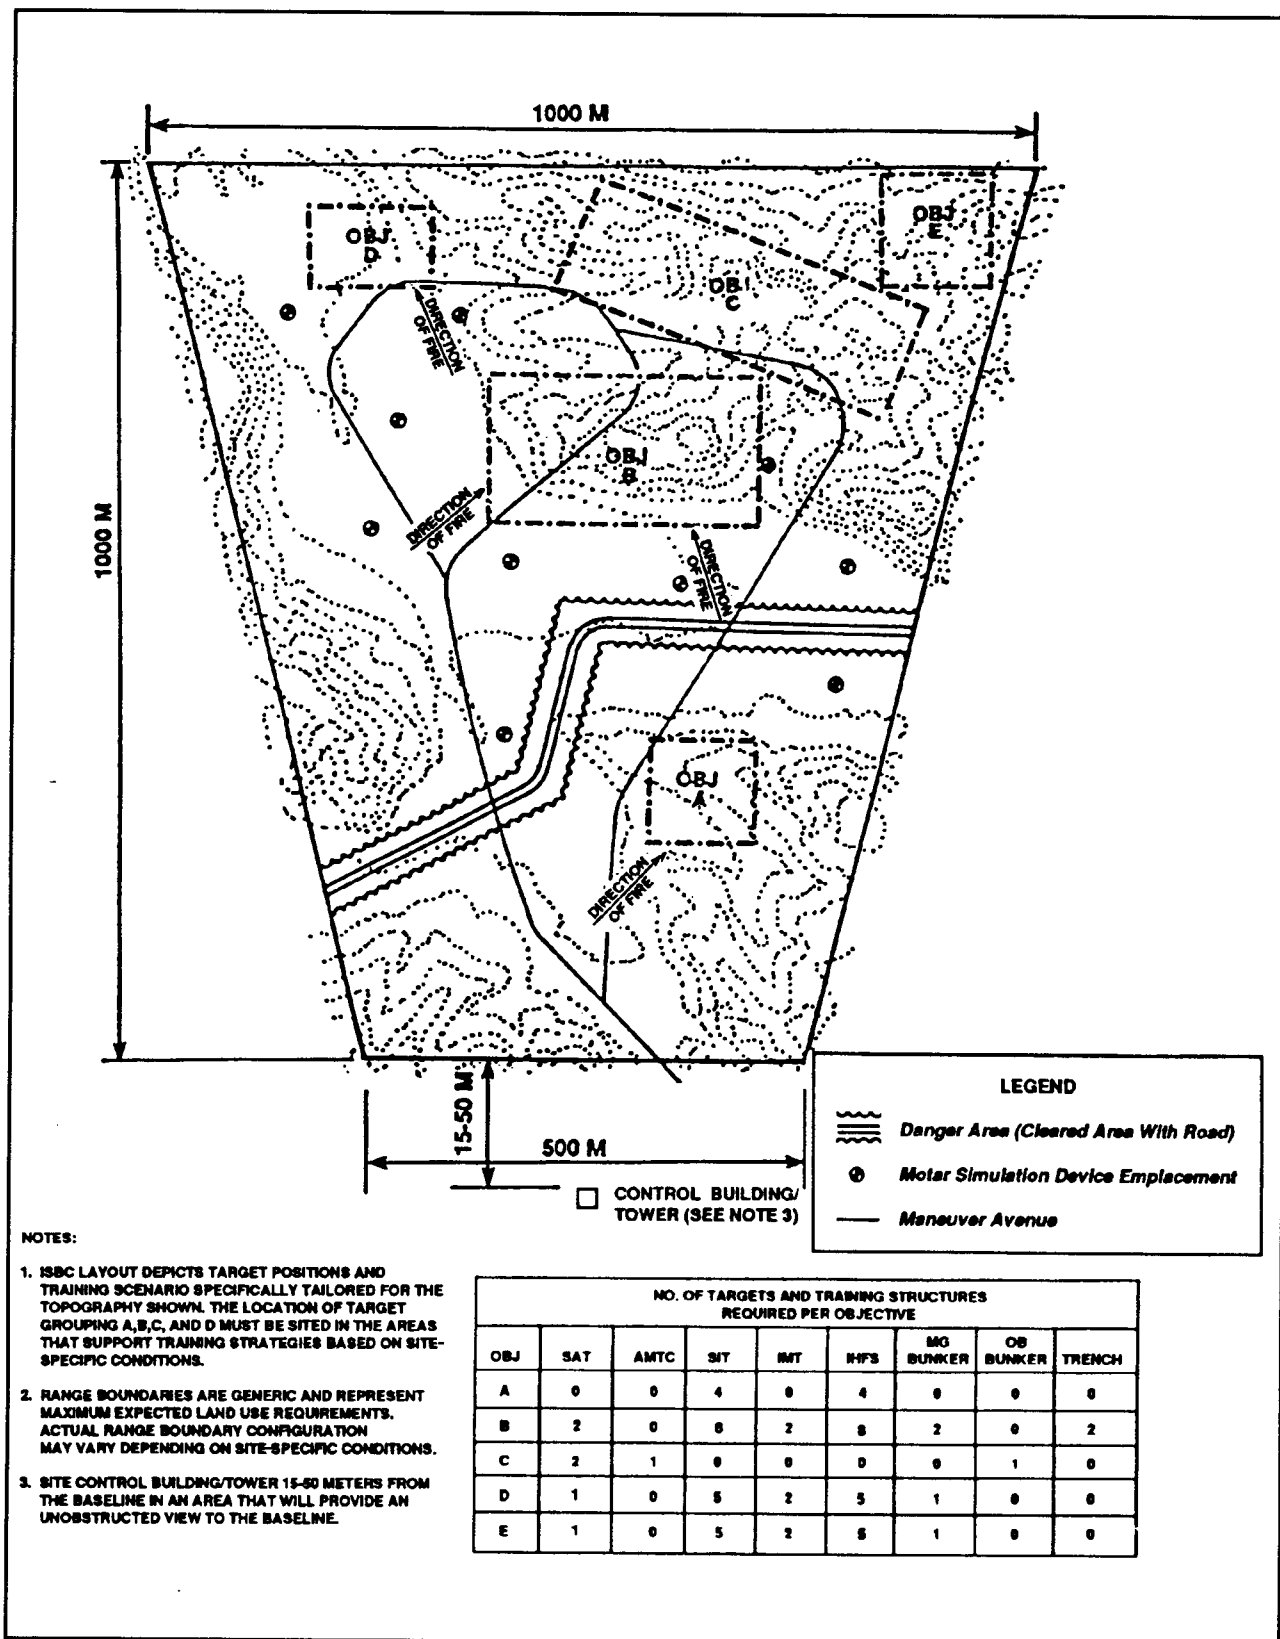 1000 M
OBJ
D
OBJ
E
OBJ
C
DIRECTION
OF FIRE
OBJ
B
DIRECTION
OF FIRE
1000 M
DIRECTION
OF FIRE
OBJ
A
DIRECTION
OF FIRE
15-50 M
500 M
CONTROL BUILDING/
TOWER (SEE NOTE 3)
LEGEND
Danger Area (Cleared Area With Road)
Motar Simulation Device Emplacement
Maneuver Avenue
NOTES:
1. ISBC LAYOUT DEPICTS TARGET POSITIONS AND
TRAINING SCENARIO SPECIFICALLY TAILORED FOR THE
TOPOGRAPHY SHOWN. THE LOCATION OF TARGET
GROUPING A,B,C, AND D MUST BE SITED IN THE AREAS
THAT SUPPORT TRAINING STRATEGIES BASED ON SITE-
SPECIFIC CONDITIONS.
2. RANGE BOUNDARIES ARE GENERIC AND REPRESENT
MAXIMUM EXPECTED LAND USE REQUIREMENTS.
ACTUAL RANGE BOUNDARY CONFIGURATION
MAY VARY DEPENDING ON SITE-SPECIFIC CONDITIONS.
3. SITE CONTROL BUILDING/TOWER 15-50 METERS FROM
THE BASELINE IN AN AREA THAT WILL PROVIDE AN
UNOBSTRUCTED VIEW TO THE BASELINE.
NO. OF TARGETS AND TRAINING STRUCTURES
REQUIRED PER OBJECTIVE
OBJ SAT AMTC SIT IMT IHFS MG BUNKER OB BUNKER TRENCH
A 0 0 4 0 4 0 0 0
B 2 0 2 2 0 2
C 2 1 0 0 0 0 1 0
D 1 0 5 2 5 1 0 0
E 1 0 5 2 5 1 0 0